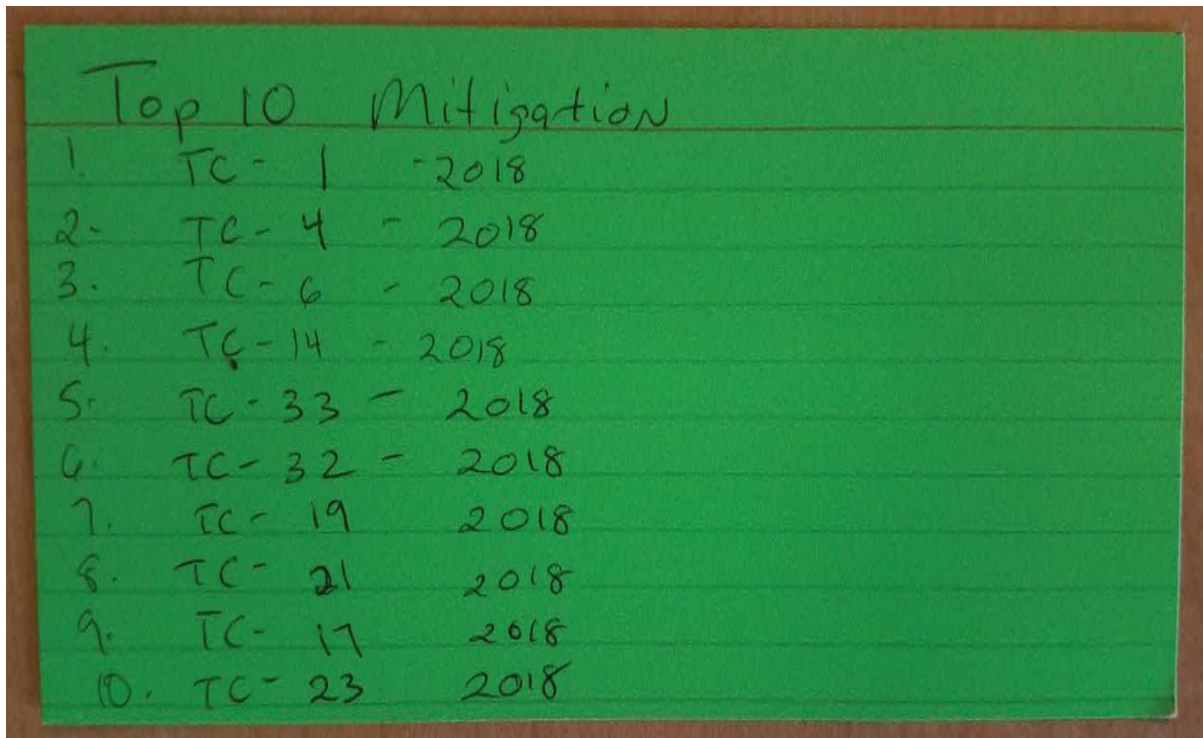 Top 10 Mitigation
1. TC- 1 -2018
2- TC- 4 - 2018
3. TC- 6 - 2018
4. TC-14 - 2018
5. TC-33 - 2018
6. TC-32 - 2018
7. TC- 19 2018
8. TC- 21 2018
9. TC- 17 2018
10. TC- 23 2018